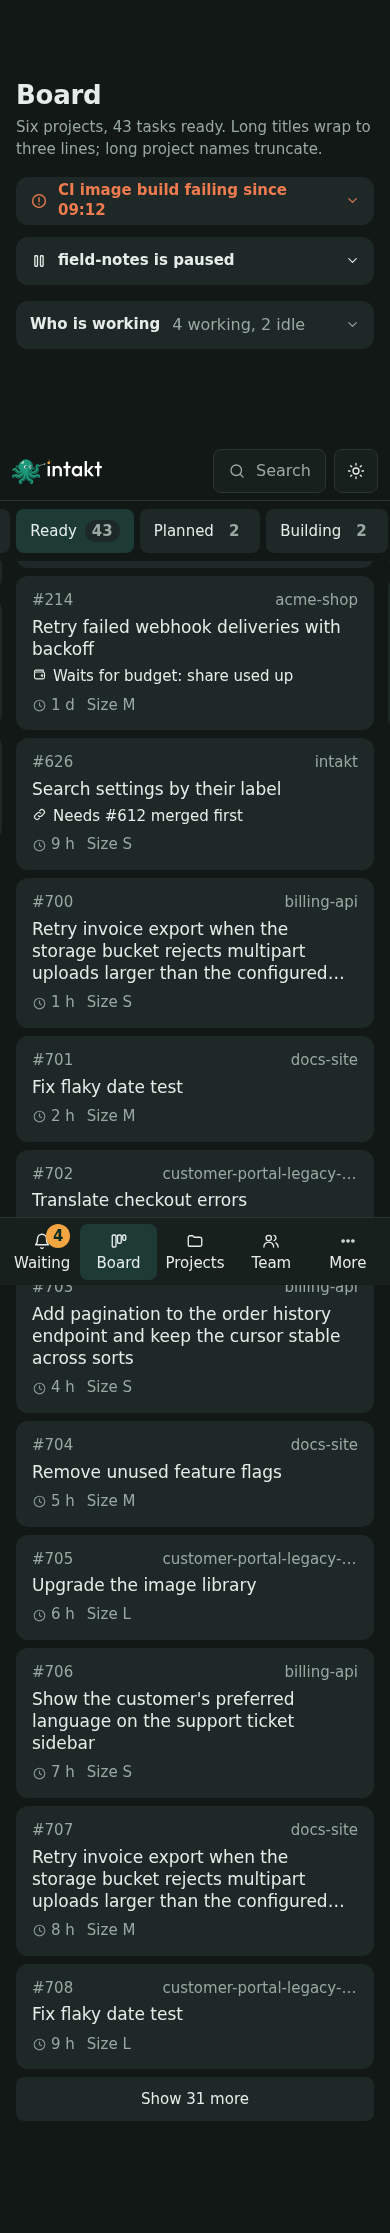 Board
Six projects, 43 tasks ready. Long titles wrap to
three lines; long project names truncate.
CI image build failing since
09:12
field-notes is paused
Who is working 4 working, 2 idle
intakt Search
Ready 43 Planned 2 Building 2
#214 acme-shop
Retry failed webhook deliveries with
backoff
Waits for budget: share used up
1 d Size M
#626 intakt
Search settings by their label
Needs #612 merged first
9 h Size S
#700 billing-api
Retry invoice export when the
storage bucket rejects multipart
uploads larger than the configured…
1 h Size S
#701 docs-site
Fix flaky date test
2 h Size M
#702 customer-portal-legacy-…
Translate checkout errors
4
Waiting Board Projects Team More
#703 billing-api
Add pagination to the order history
endpoint and keep the cursor stable
across sorts
4 h Size S
#704 docs-site
Remove unused feature flags
5 h Size M
#705 customer-portal-legacy-…
Upgrade the image library
6 h Size L
#706 billing-api
Show the customer's preferred
language on the support ticket
sidebar
7 h Size S
#707 docs-site
Retry invoice export when the
storage bucket rejects multipart
uploads larger than the configured…
8 h Size M
#708 customer-portal-legacy-…
Fix flaky date test
9 h Size L
Show 31 more